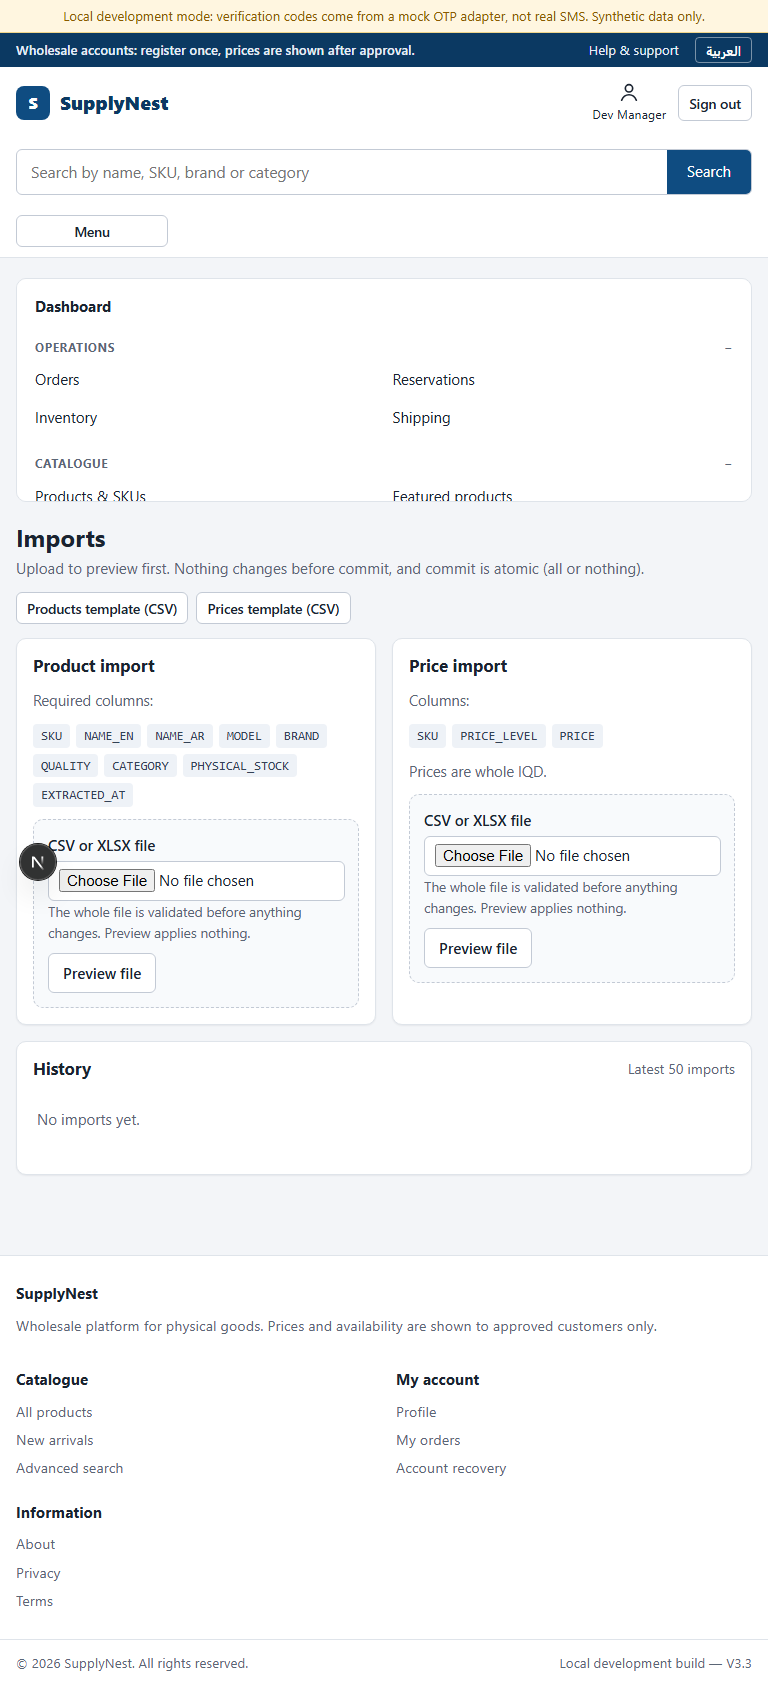 Local development mode: verification codes come from a mock OTP adapter, not real SMS. Synthetic data only.
Wholesale accounts: register once, prices are shown after approval.
Help & support
العربية
S
SupplyNest
Dev Manager
Sign out
Search by name, SKU, brand or category
Search
Menu
Dashboard
OPERATIONS –
Orders
Reservations
Inventory
Shipping
CATALOGUE –
Products & SKUs
Featured products
Imports
Upload to preview first. Nothing changes before commit, and commit is atomic (all or nothing).
Products template (CSV)
Prices template (CSV)
Product import
Required columns:
SKU NAME_EN NAME_AR MODEL BRAND
QUALITY CATEGORY PHYSICAL_STOCK
EXTRACTED_AT
CSV or XLSX file
N
Choose File No file chosen
The whole file is validated before anything
changes. Preview applies nothing.
Preview file
Price import
Columns:
SKU PRICE_LEVEL PRICE
Prices are whole IQD.
CSV or XLSX file
Choose File No file chosen
The whole file is validated before anything
changes. Preview applies nothing.
Preview file
History
Latest 50 imports
No imports yet.
SupplyNest
Wholesale platform for physical goods. Prices and availability are shown to approved customers only.
Catalogue
All products
New arrivals
Advanced search
My account
Profile
My orders
Account recovery
Information
About
Privacy
Terms
© 2026 SupplyNest. All rights reserved.
Local development build — V3.3